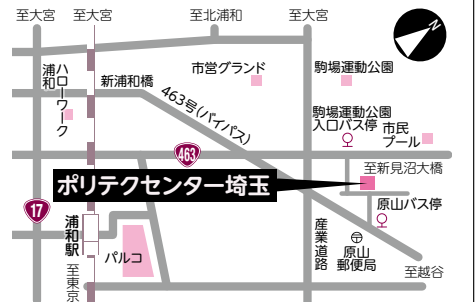 至大宮
至大宮
至北浦和
至大宮
市営グランド
駒場運動公園
ハローワーク
浦和
新浦和橋
463号(バイパス)
駒場運動公園
入口バス停
市民
プール
463
至新見沼大橋
ポリテクセンター埼玉
17
原山バス停
浦和駅
パルコ
産業道路
原山
郵便局
至越谷
至東京